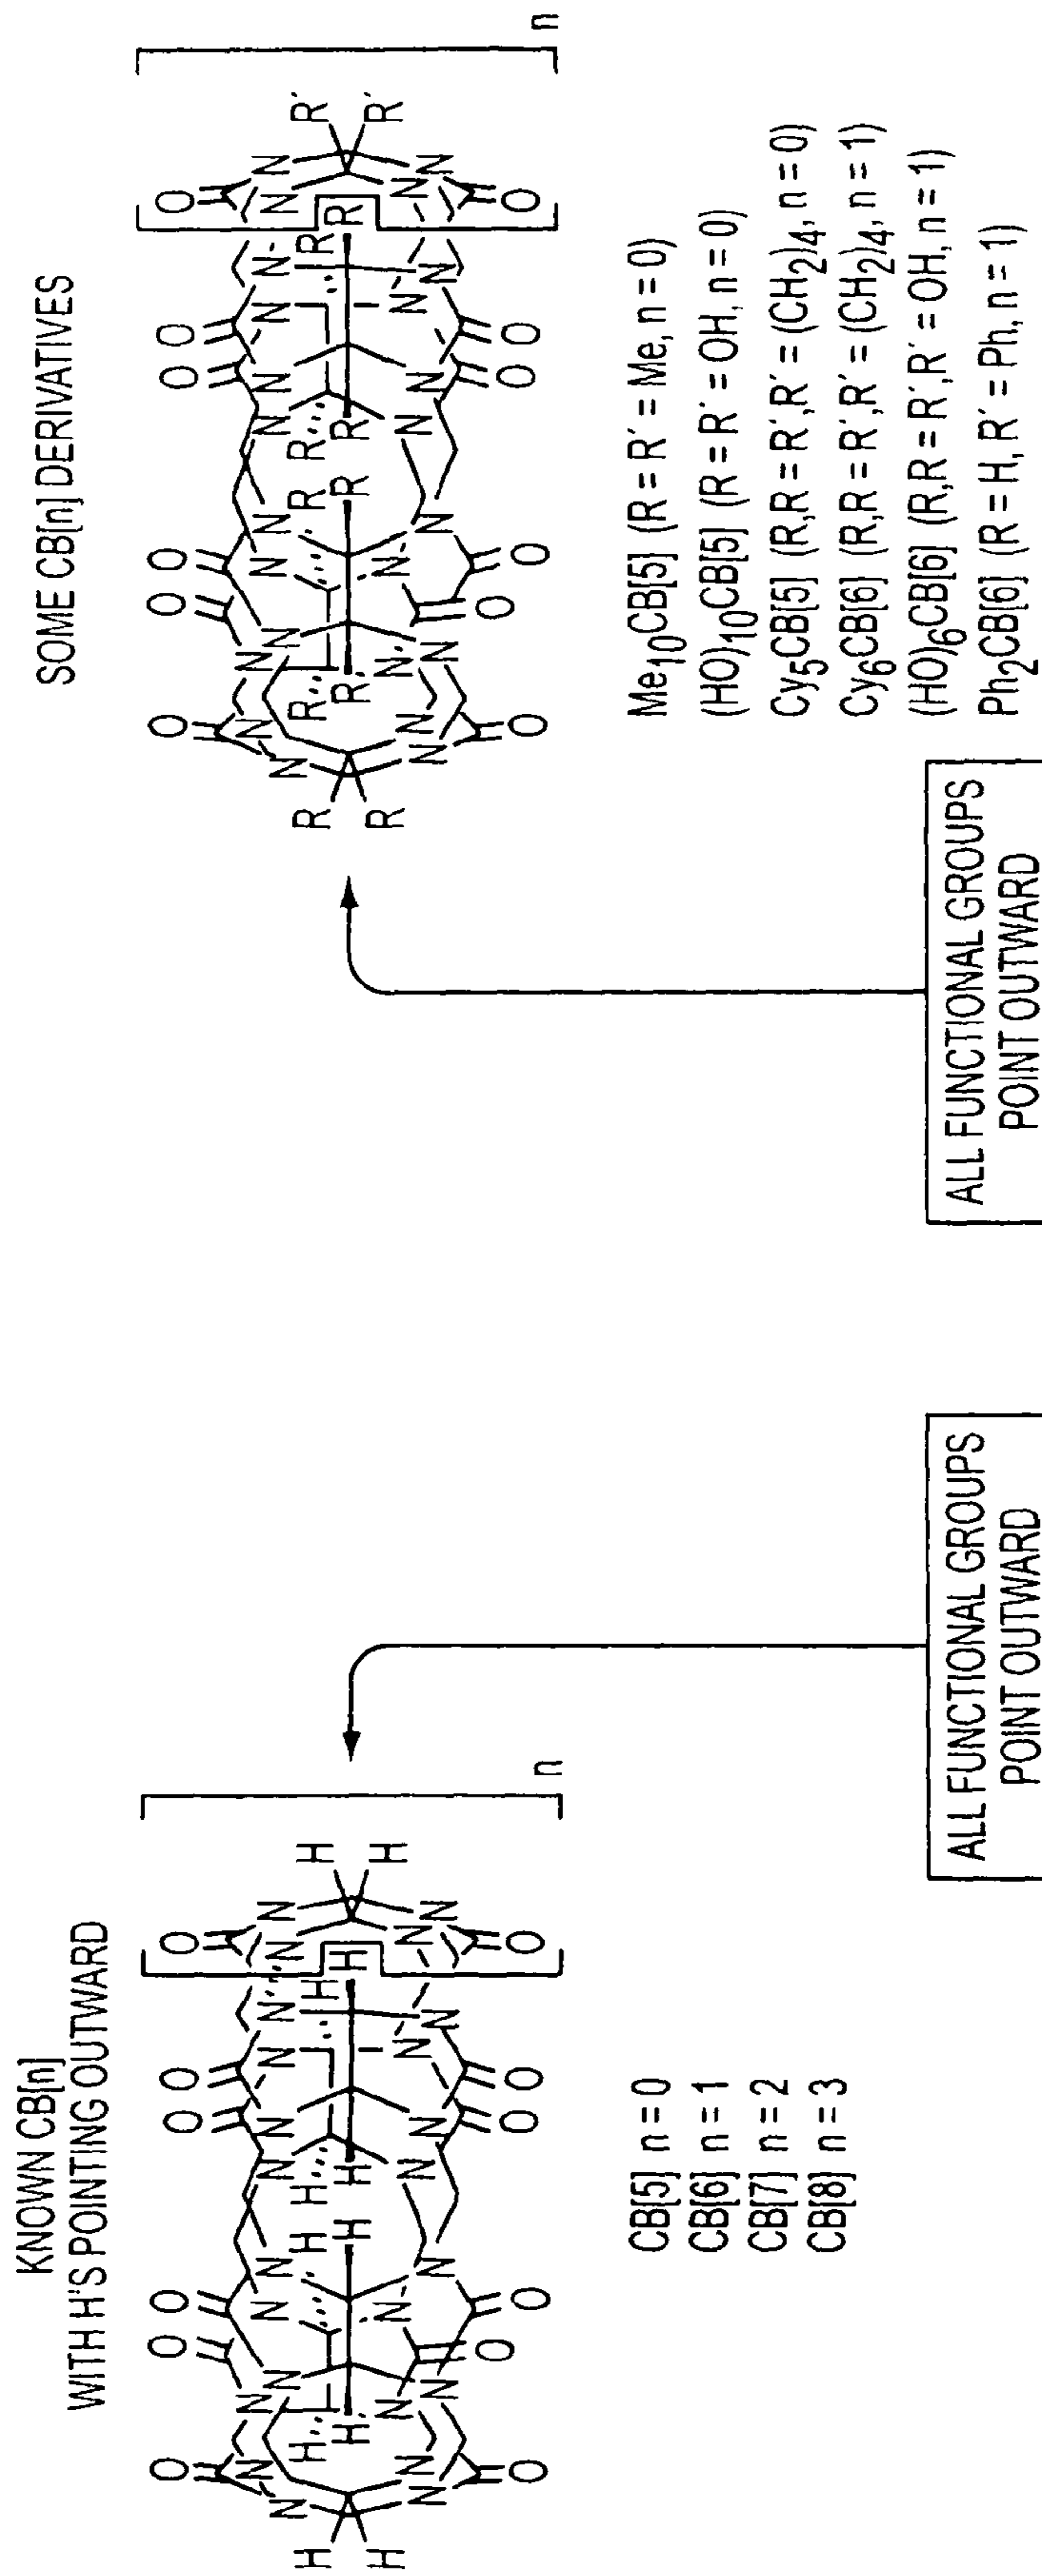 KNOWN CB[n]
WITH H'S POINTING OUTWARD
n
CB[5] n = 0
CB[6] n = 1
CB[7] n = 2
CB[8] n = 3
ALL FUNCTIONAL GROUPS
POINT OUTWARD
SOME CB[n] DERIVATIVES
n
Me10CB[5] (R = R´ = Me, n = 0)
(HO)10CB[5] (R = R´ = OH, n = 0)
Cy5CB[5] (R,R = R´,R´ = (CH2)4, n = 0)
Cy6CB[6] (R,R = R´,R´ = (CH2)4, n = 1)
(HO)6CB[6] (R,R = R´,R´ = OH, n = 1)
Ph2CB[6] (R = H, R´ = Ph, n = 1)
ALL FUNCTIONAL GROUPS
POINT OUTWARD